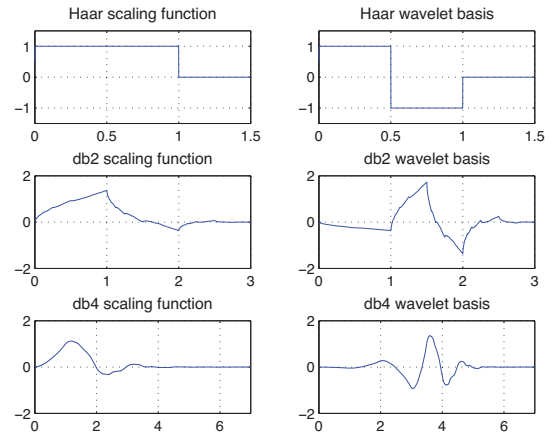 Haar scaling function
Haar wavelet basis
1
0
−1
0 0.5 1 1.5
1
0
−1
0 0.5 1 1.5
db2 scaling function
db2 wavelet basis
2
0
−2
0 1 2 3
2
0
−2
0 1 2 3
db4 scaling function
db4 wavelet basis
2
0
−2
0 2 4 6
2
0
−2
0 2 4 6